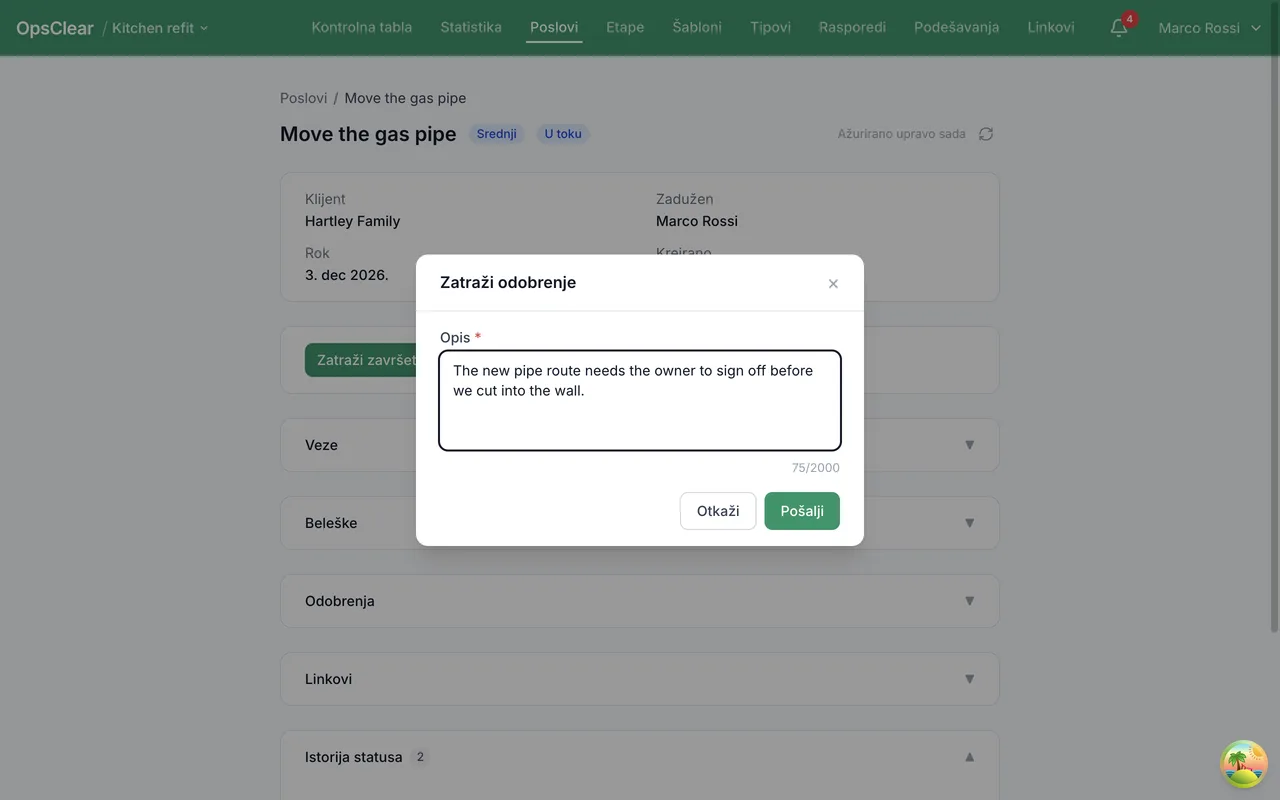 OpsClear / Kitchen refit
Kontrolna tabla
Statistika
Poslovi
Etape
Šabloni
Tipovi
Rasporedi
Podešavanja
Linkovi
4
Marco Rossi
Poslovi / Move the gas pipe
Move the gas pipe
Srednji
U toku
Ažurirano upravo sada
Klijent
Hartley Family
Zadužen
Marco Rossi
Rok
3. dec 2026.
Kreirano
Zatraži odobrenje
Opis *
The new pipe route needs the owner to sign off before
we cut into the wall.
75/2000
Otkaži
Pošalji
Zatraži završet
Veze
Beleške
Odobrenja
Linkovi
Istorija statusa 2